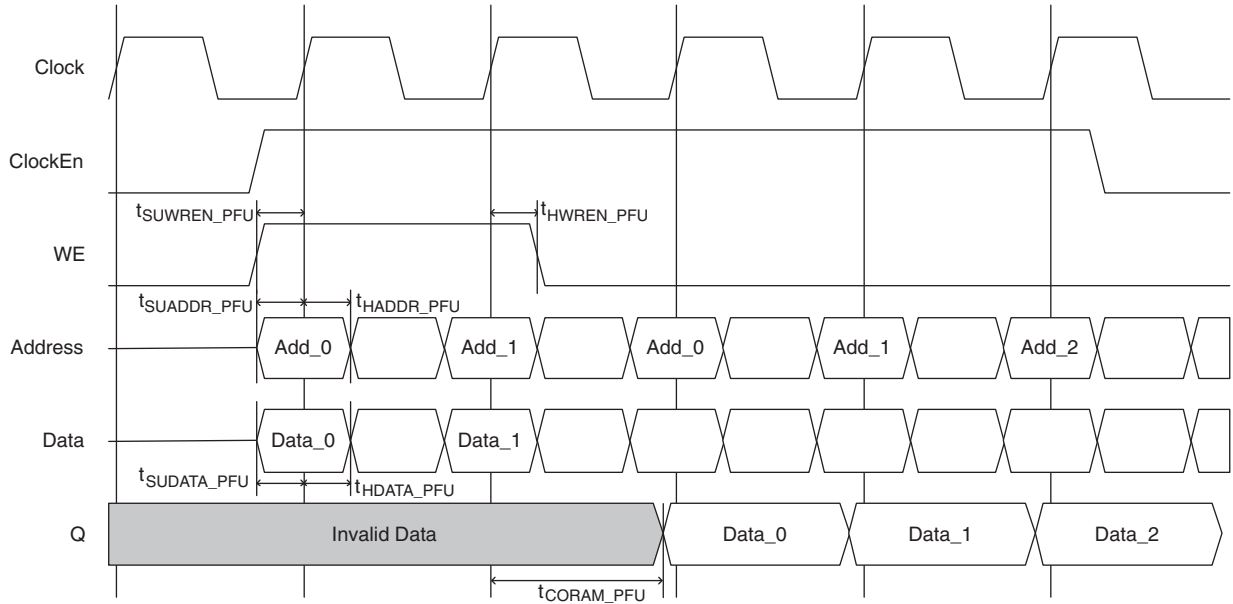 Clock
ClockEn
tSUWREN_PFU
tHWREN_PFU
WE
tSUADDR_PFU
tHADDR_PFU
Address
Add_0
Add_1
Add_0
Add_1
Add_2
Data
Data_0
Data_1
tSUDATA_PFU
tHDATA_PFU
Q
Invalid Data
Data_0
Data_1
Data_2
tCORAM_PFU